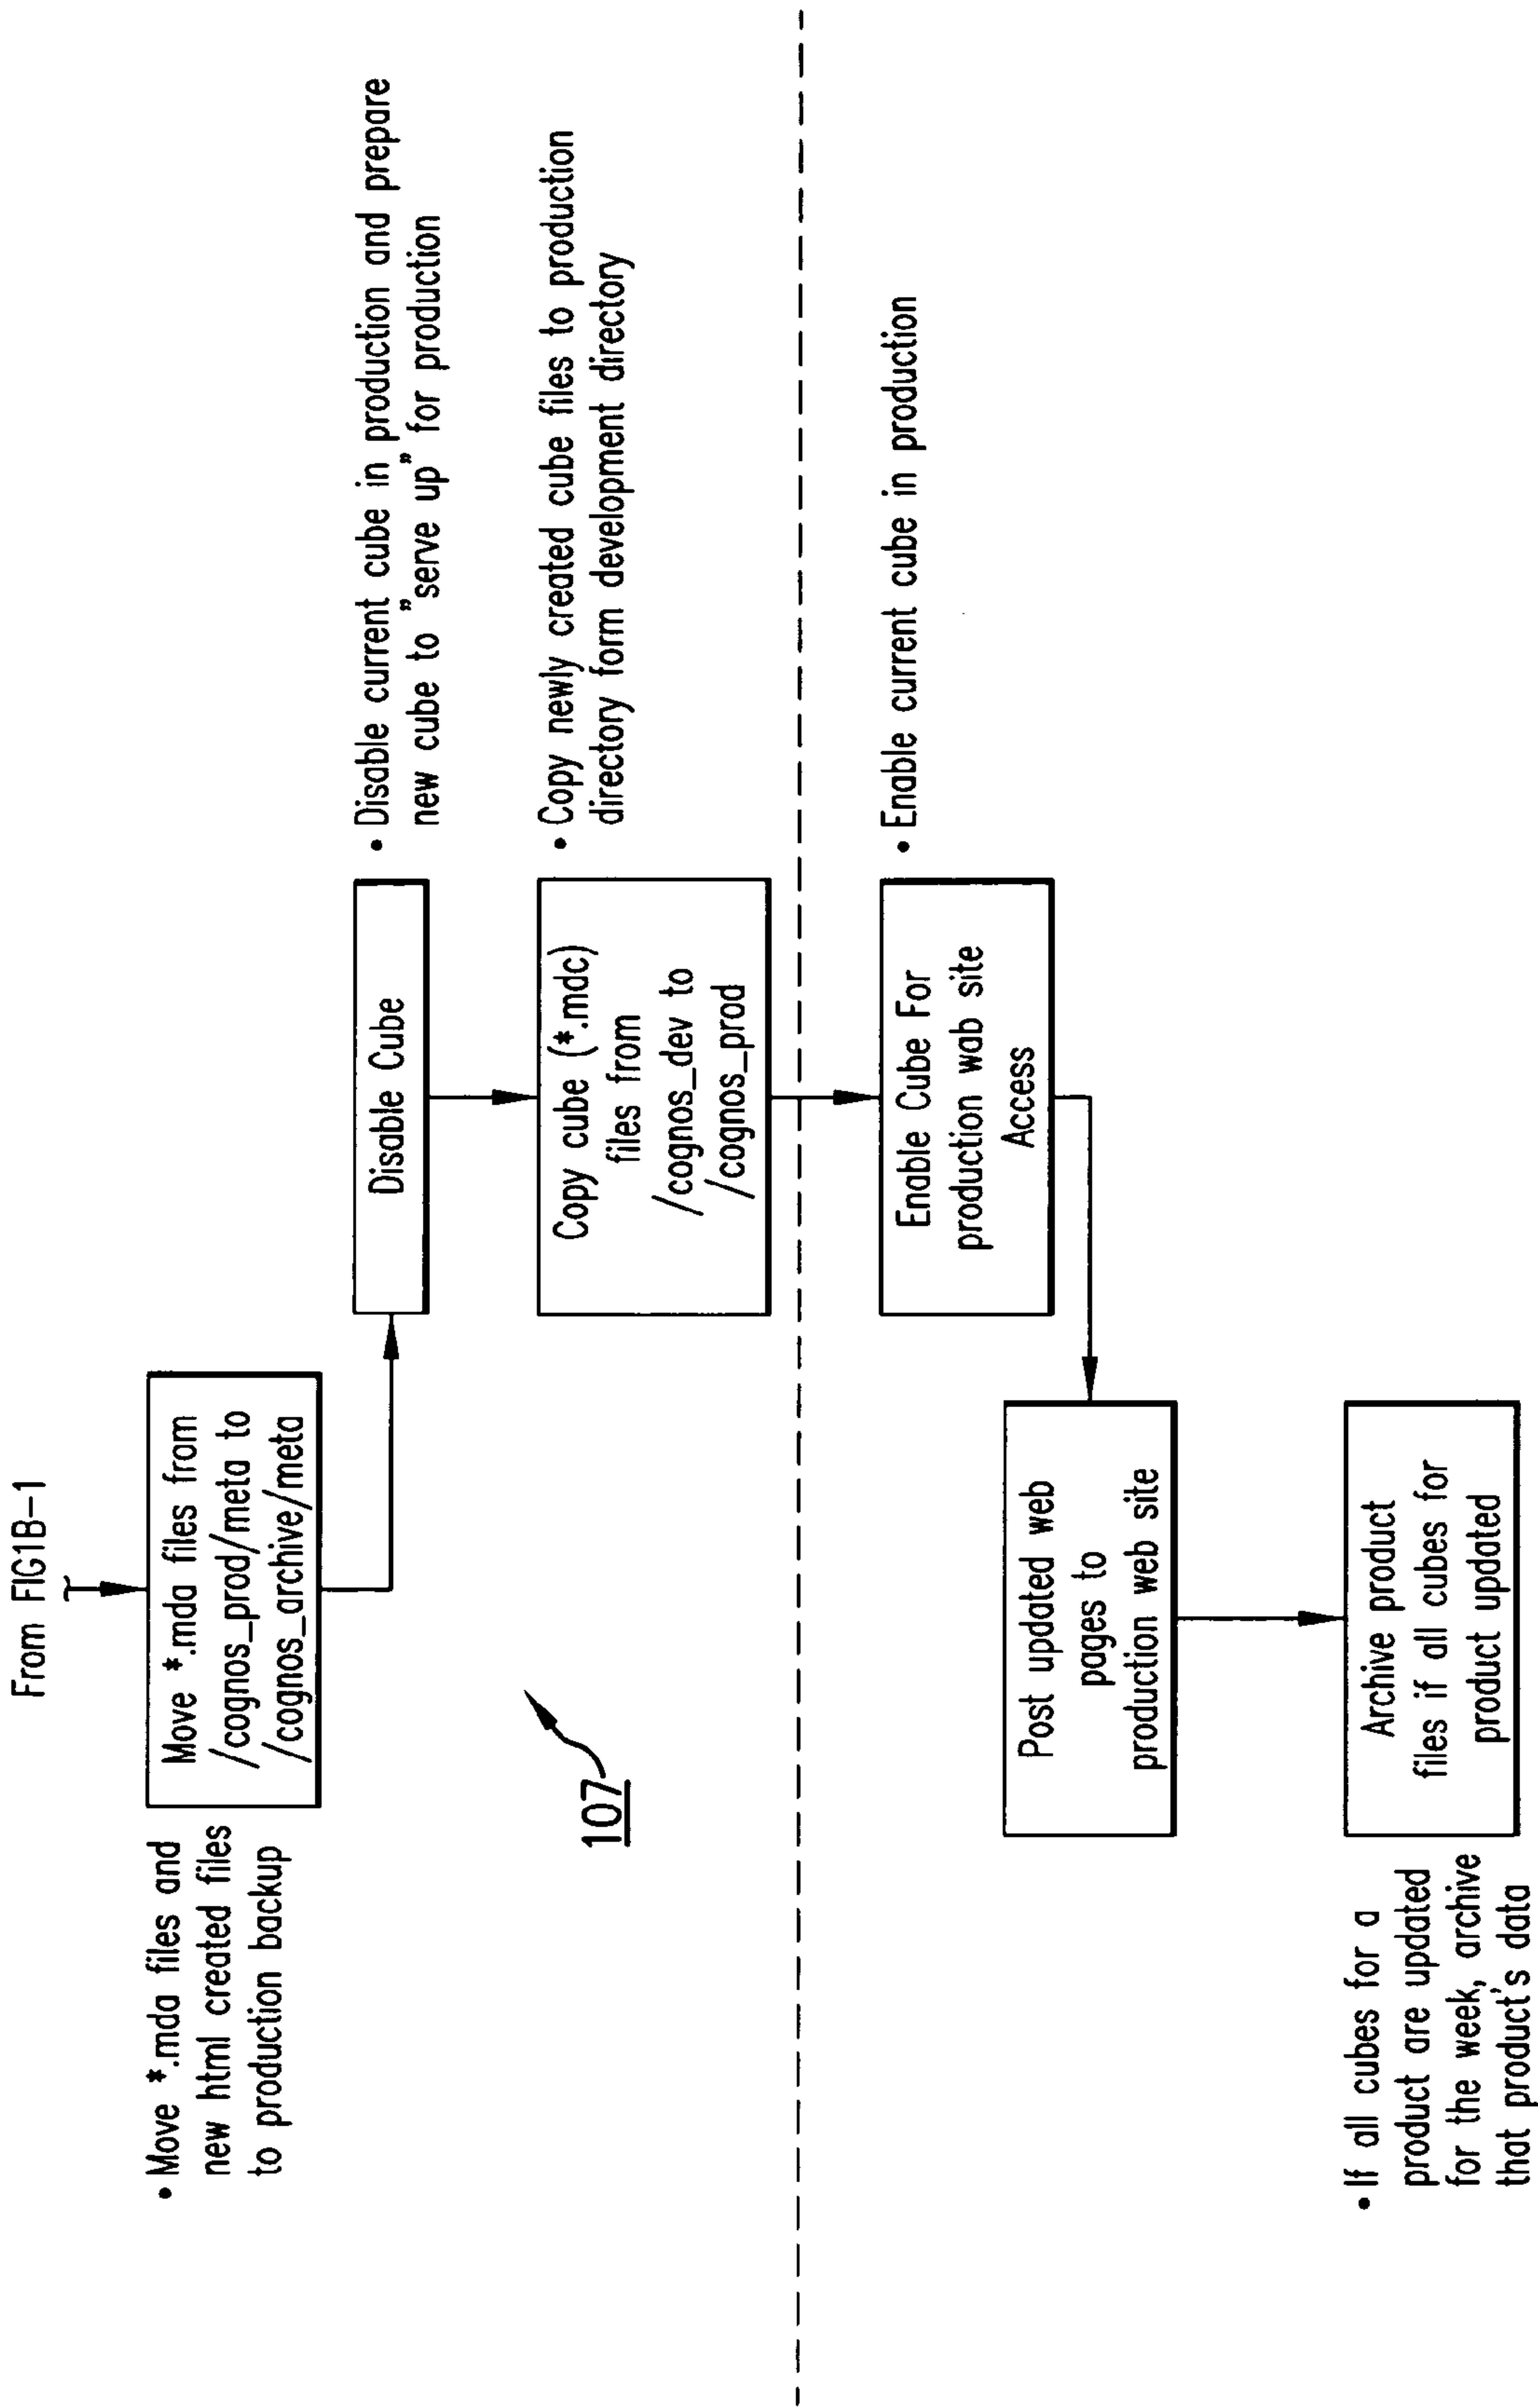 From FIG1B-1
• Move *.mda files and
new html created files
to production backup
Move *.mda files from
/cognos_prod/meta to
/cognos_archive/meta
Disable Cube
• Disable current cube in production and prepare
new cube to "serve up" for production
Copy cube (*.mdc)
files from
/cognos_dev to
/cognos_prod
• Copy newly created cube files to production
directory form development directory
107
Enable Cube For
production wab site
Access
• Enable current cube in production
Post updated web
pages to
production web site
• If all cubes for a
product are updated
for the week, archive
that product's data
Archive product
files if all cubes for
product updated